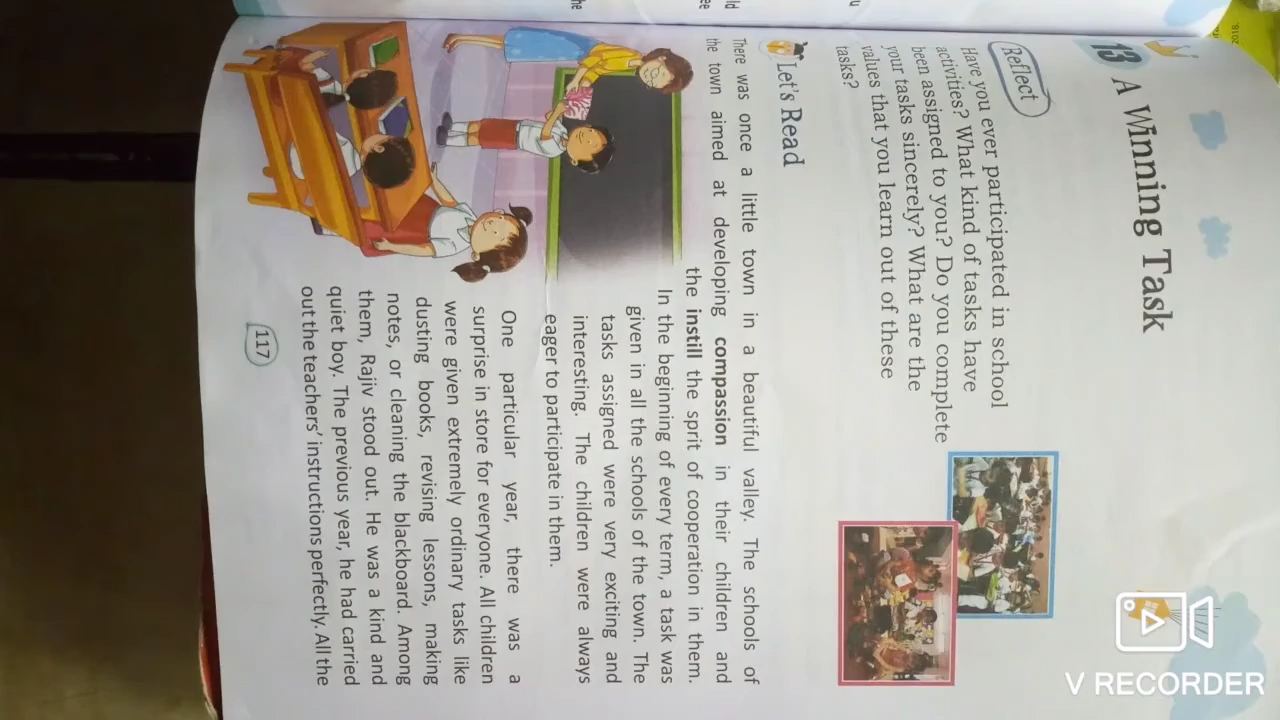 13 A Winning Task
Reflect
Have you ever participated in school
activities? What kind of tasks have
been assigned to you? Do you complete
your tasks sincerely? What are the
values that you learn out of these
tasks?
Let's Read
There was once a little town in a beautiful valley. The schools of
the town aimed at developing compassion in their children and
the instill the sprit of cooperation in them.
In the beginning of every term, a task was
given in all the schools of the town. The
tasks assigned were very exciting and
interesting. The children were always
eager to participate in them.
One particular year, there was a
surprise in store for everyone. All children
were given extremely ordinary tasks like
dusting books, revising lessons, making
notes, or cleaning the blackboard. Among
them, Rajiv stood out. He was a kind and
quiet boy. The previous year, he had carried
out the teachers' instructions perfectly. All the
117
V RECORDER